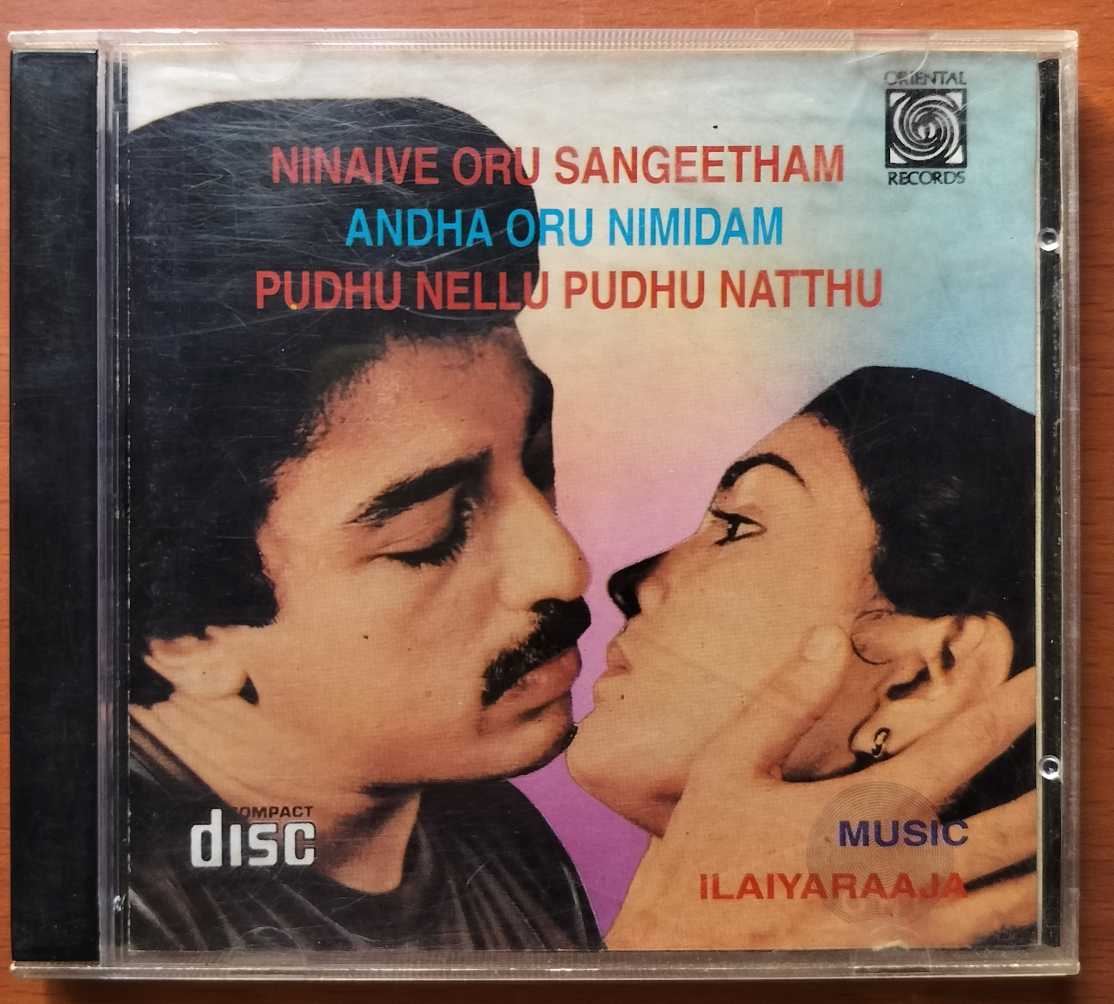 ORIENTAL
RECORDS
NINAIVE ORU SANGEETHAM
ANDHA ORU NIMIDAM
PUDHU NELLU PUDHU NATTHU
COMPACT
disc
MUSIC
ILAIYARAAJA